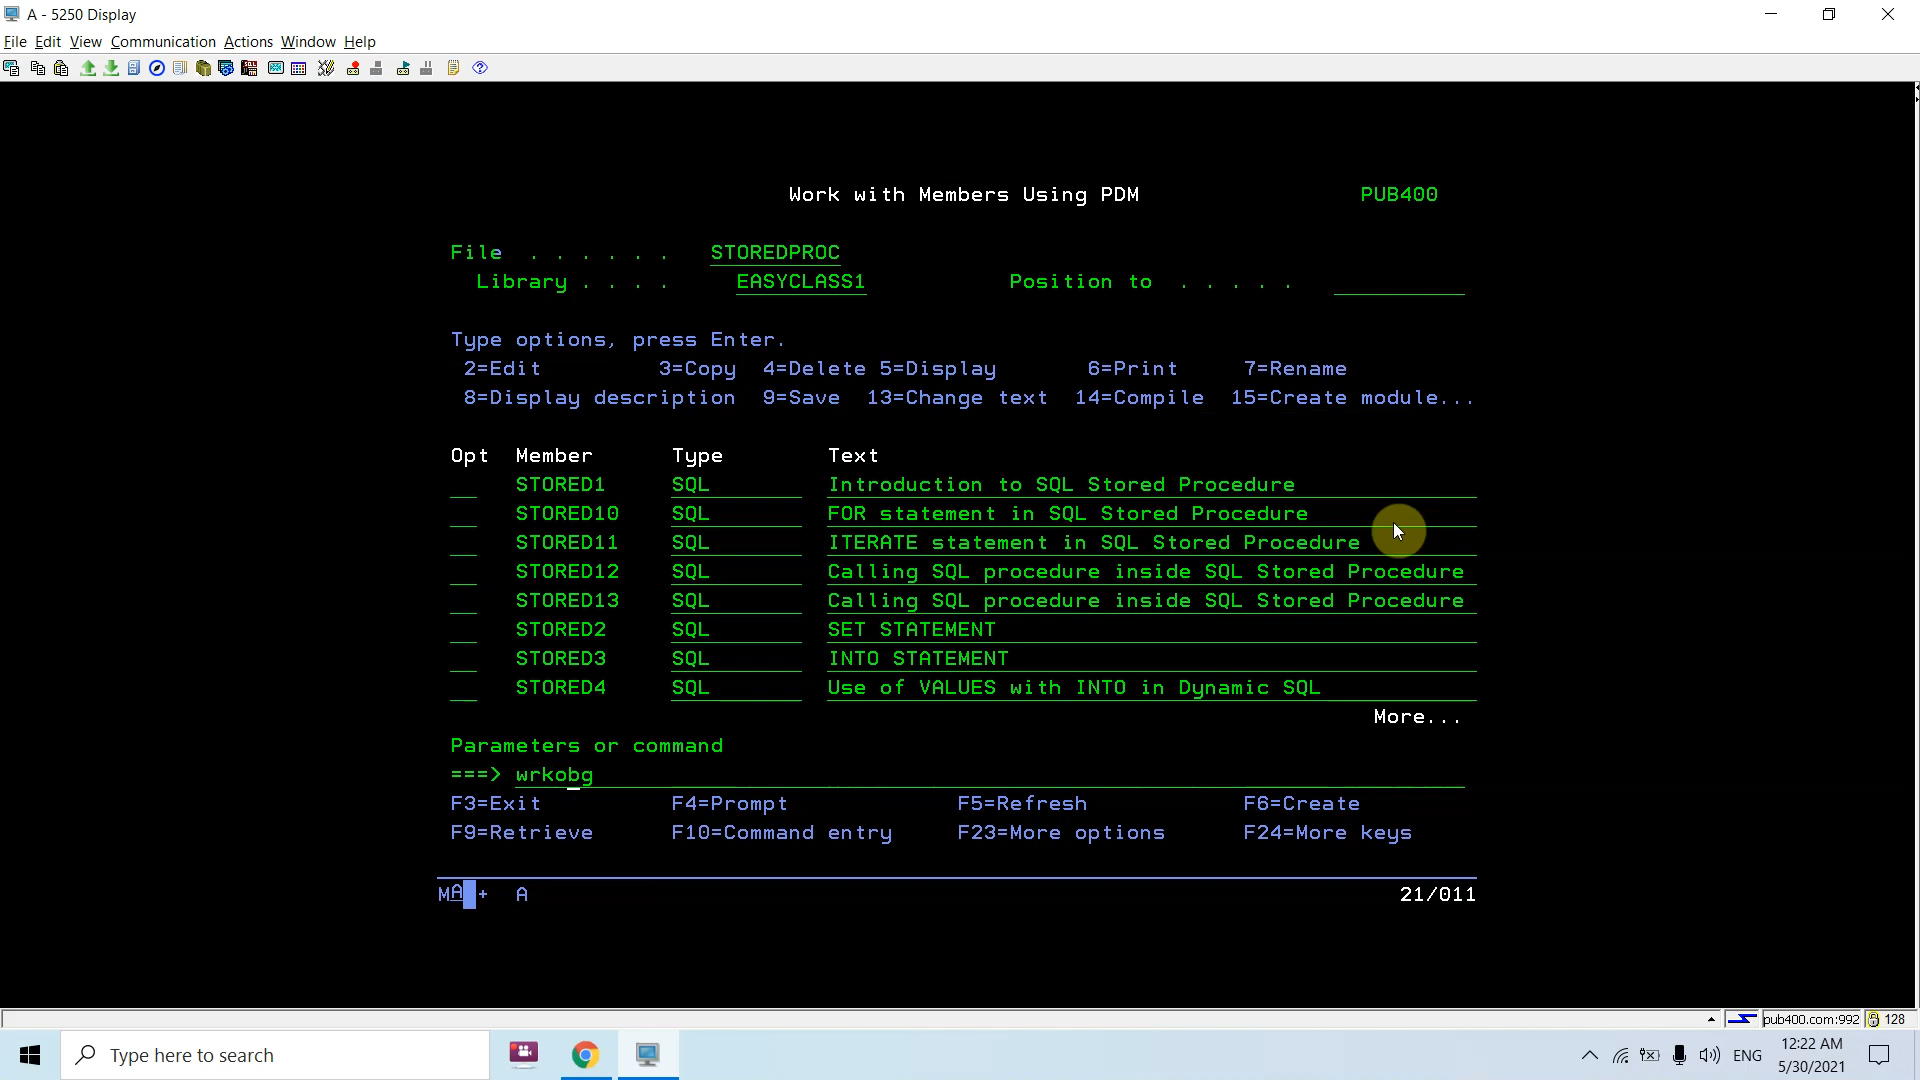 A - 5250 Display
File Edit View Communication Actions Window Help
Work with Members Using PDM PUB400
File . . . . . . STOREDPROC
Library . . . . EASYCLASS1 Position to . . . . .
Type options, press Enter.
2=Edit 3=Copy 4=Delete 5=Display 6=Print 7=Rename
8=Display description 9=Save 13=Change text 14=Compile 15=Create module...
Opt Member Type Text
STORED1 SQL Introduction to SQL Stored Procedure
STORED10 SQL FOR statement in SQL Stored Procedure
STORED11 SQL ITERATE statement in SQL Stored Procedure
STORED12 SQL Calling SQL procedure inside SQL Stored Procedure
STORED13 SQL Calling SQL procedure inside SQL Stored Procedure
STORED2 SQL SET STATEMENT
STORED3 SQL INTO STATEMENT
STORED4 SQL Use of VALUES with INTO in Dynamic SQL
More...
Parameters or command
===> wrkobg
F3=Exit F4=Prompt F5=Refresh F6=Create
F9=Retrieve F10=Command entry F23=More options F24=More keys
MA + A 21/011
pub400.com:992 128
Type here to search ENG 12:22 AM
5/30/2021